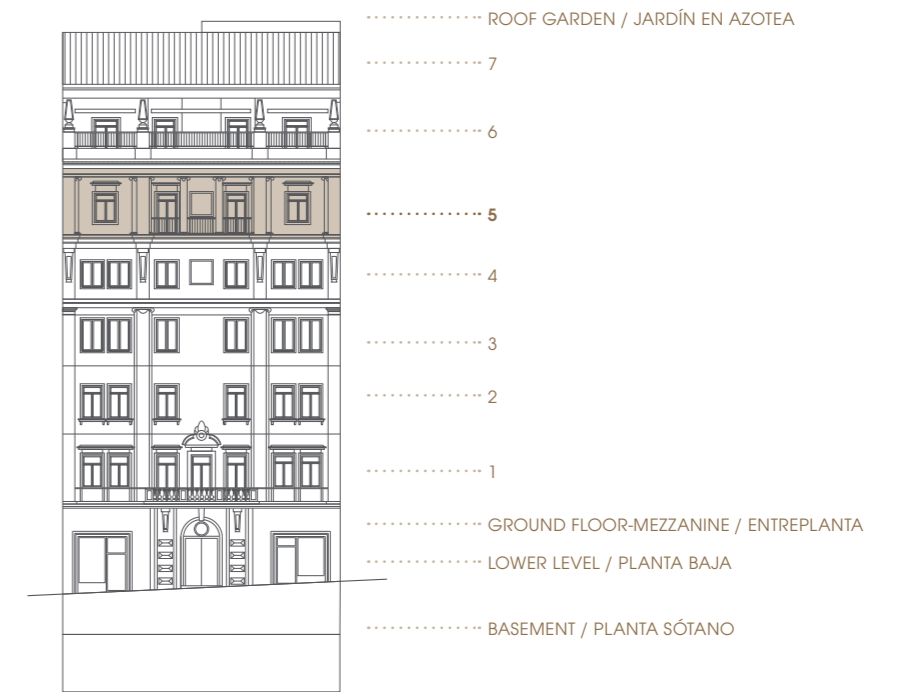 ROOF GARDEN / JARDÍN EN AZOTEA
7
6
5
4
3
2
1
GROUND FLOOR-MEZZANINE / ENTREPLANTA
LOWER LEVEL / PLANTA BAJA
BASEMENT / PLANTA SÓTANO